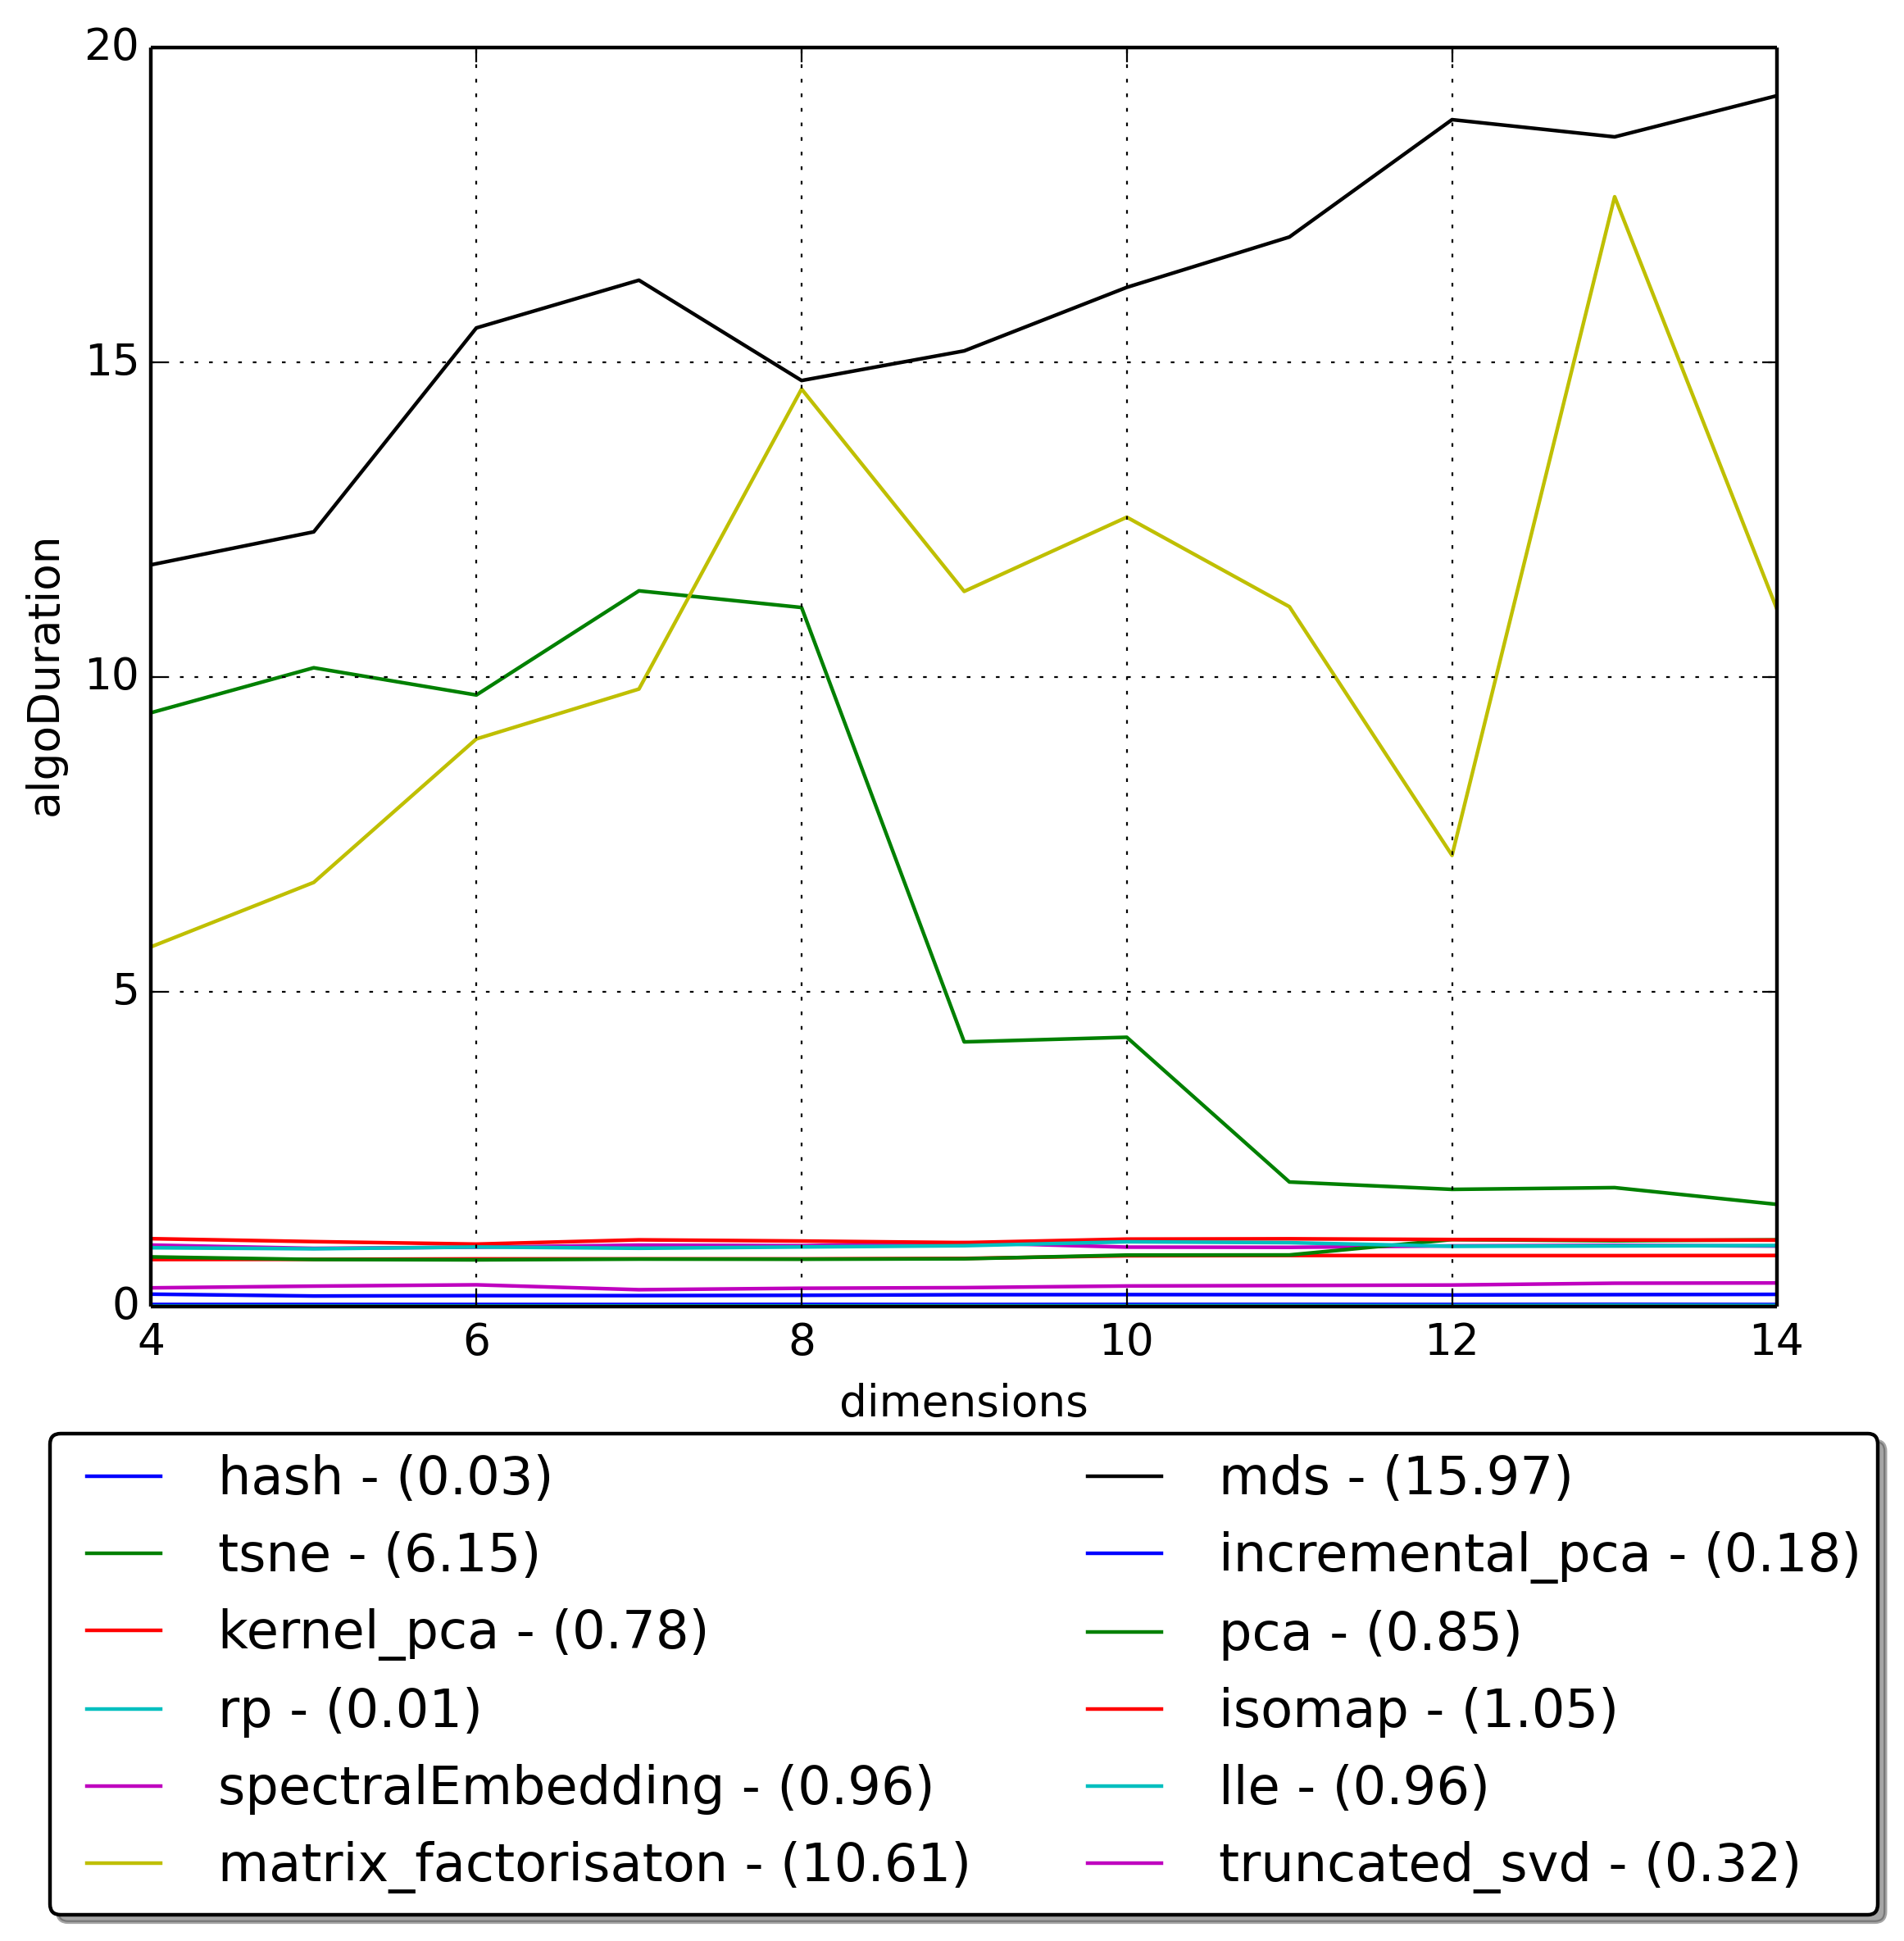 20
15
10
5
0
algoDuration
4 6 8 10 12 14
dimensions
hash - (0.03)
tsne - (6.15)
kernel_pca - (0.78)
rp - (0.01)
spectralEmbedding - (0.96)
matrix_factorisaton - (10.61)
mds - (15.97)
incremental_pca - (0.18)
pca - (0.85)
isomap - (1.05)
lle - (0.96)
truncated_svd - (0.32)